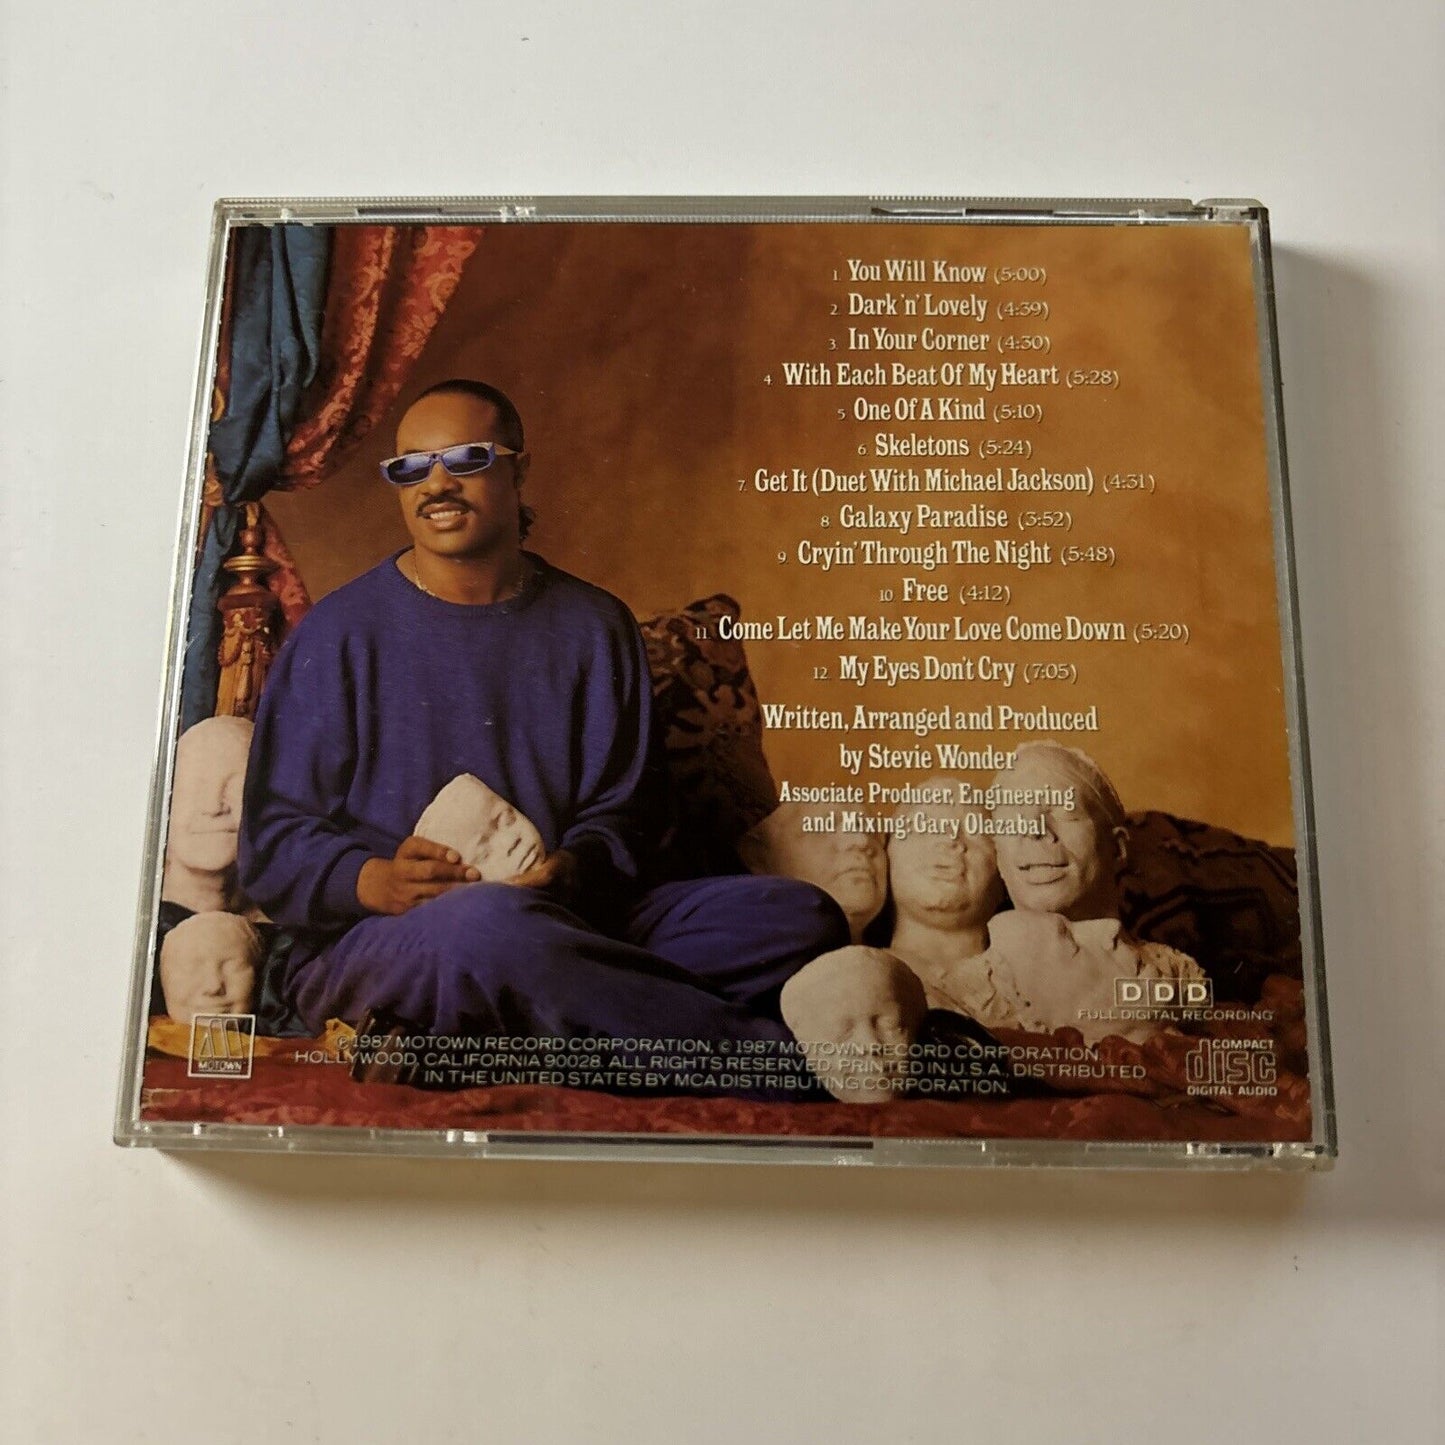 1. You Will Know (5:00)
2. Dark 'n' Lovely (4:39)
3. In Your Corner (4:30)
4. With Each Beat Of My Heart (5:28)
5. One Of A Kind (5:10)
6. Skeletons (5:24)
7. Get It (Duet With Michael Jackson) (4:31)
8. Galaxy Paradise (3:52)
9. Cryin' Through The Night (5:48)
10. Free (4:12)
11. Come Let Me Make Your Love Come Down (5:20)
12. My Eyes Don't Cry (7:05)
Written, Arranged and Produced
by Stevie Wonder
Associate Producer, Engineering
and Mixing: Gary Olazabal
DDD
FULL DIGITAL RECORDING
MOTOWN
℗ 1987 MOTOWN RECORD CORPORATION, © 1987 MOTOWN RECORD CORPORATION,
HOLLYWOOD, CALIFORNIA 90028. ALL RIGHTS RESERVED. PRINTED IN U.S.A., DISTRIBUTED
IN THE UNITED STATES BY MCA DISTRIBUTING CORPORATION.
COMPACT
disc
DIGITAL AUDIO